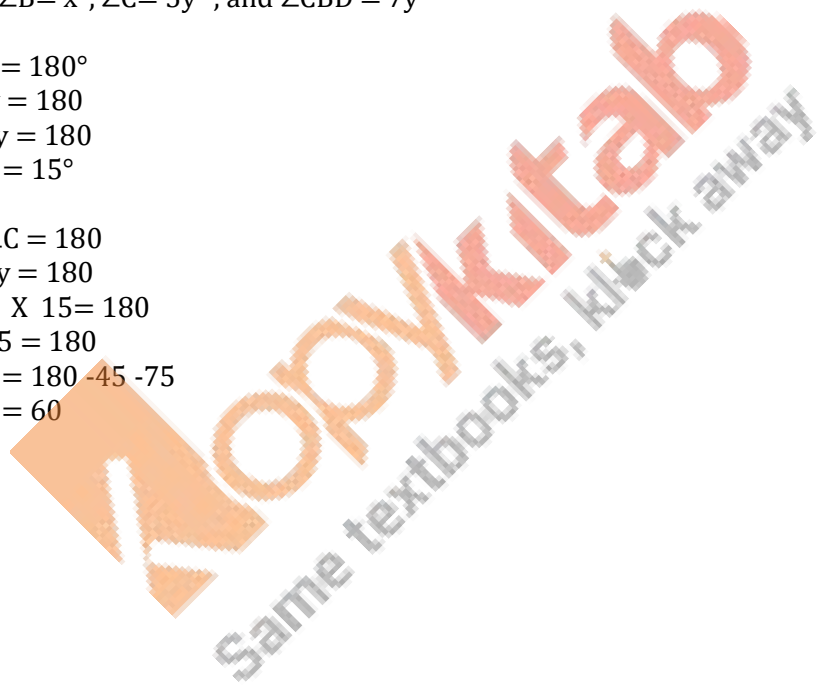 ∠B= x°, ∠C= 5y°, and ∠CBD = 7y°
= 180°
= 180
y = 180
= 15°
C = 180
y = 180
X 15= 180
5 = 180
= 180 -45 -75
= 60
Kopykitab
Same textbooks, klick away